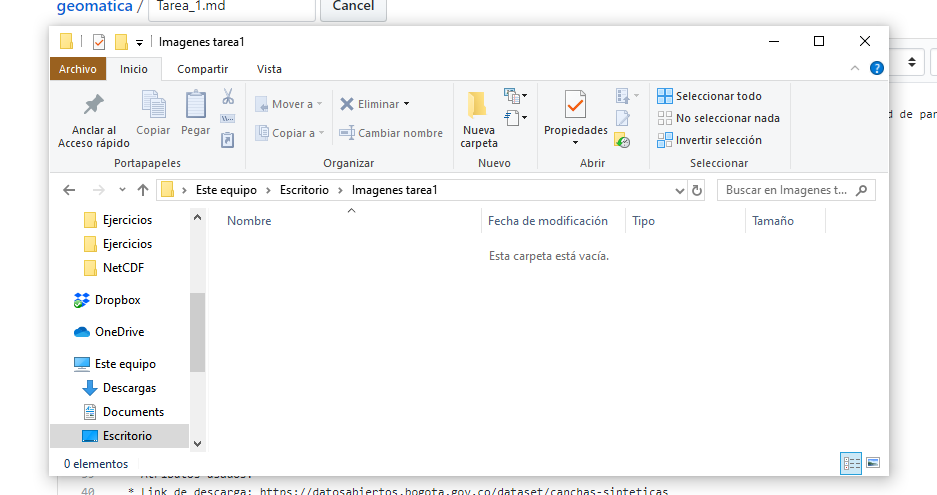 geomatica / Tarea_1.md Cancel
Imagenes tarea1
Archivo Inicio Compartir Vista
Anclar al Acceso rápido
Copiar
Pegar
Portapapeles
Mover a
Copiar a
Eliminar
Cambiar nombre
Organizar
Nueva carpeta
Nuevo
Propiedades
Abrir
Seleccionar todo
No seleccionar nada
Invertir selección
Seleccionar
d de par
Este equipo › Escritorio › Imagenes tarea1
Buscar en Imagenes t...
Nombre Fecha de modificación Tipo Tamaño
Esta carpeta está vacía.
Ejercicios
Ejercicios
NetCDF
Dropbox
OneDrive
Este equipo
Descargas
Documents
Escritorio
0 elementos
40 * Link de descarga: https://datosabiertos.bogota.gov.co/dataset/canchas-sinteticas